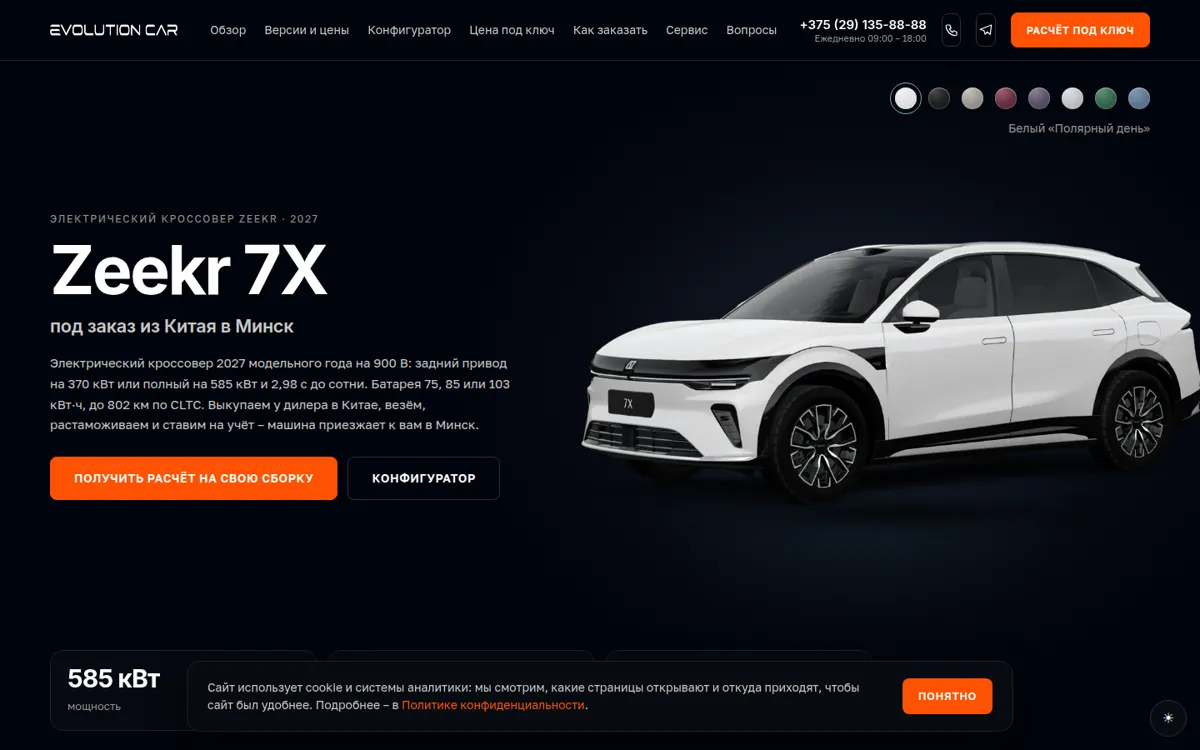 EVOLUTION CAR
Обзор
Версии и цены
Конфигуратор
Цена под ключ
Как заказать
Сервис
Вопросы
+375 (29) 135-88-88
Ежедневно 09:00 – 18:00
РАСЧЁТ ПОД КЛЮЧ
Белый «Полярный день»
ЭЛЕКТРИЧЕСКИЙ КРОССОВЕР ZEEKR · 2027
Zeekr 7X
под заказ из Китая в Минск
Электрический кроссовер 2027 модельного года на 900 В: задний привод
на 370 кВт или полный на 585 кВт и 2,98 с до сотни. Батарея 75, 85 или 103
кВт·ч, до 802 км по CLTC. Выкупаем у дилера в Китае, везём,
растаможиваем и ставим на учёт – машина приезжает к вам в Минск.
ПОЛУЧИТЬ РАСЧЁТ НА СВОЮ СБОРКУ
КОНФИГУРАТОР
7X
585 кВт
мощность
Сайт использует cookie и системы аналитики: мы смотрим, какие страницы открывают и откуда приходят, чтобы
сайт был удобнее. Подробнее – в Политике конфиденциальности.
ПОНЯТНО